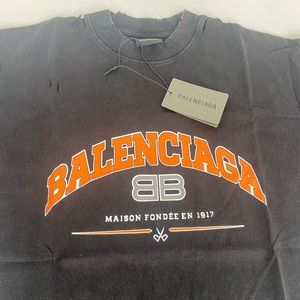 BALENCIAGA
BALENCIAGA
BB
MAISON FONDÉE EN 1917